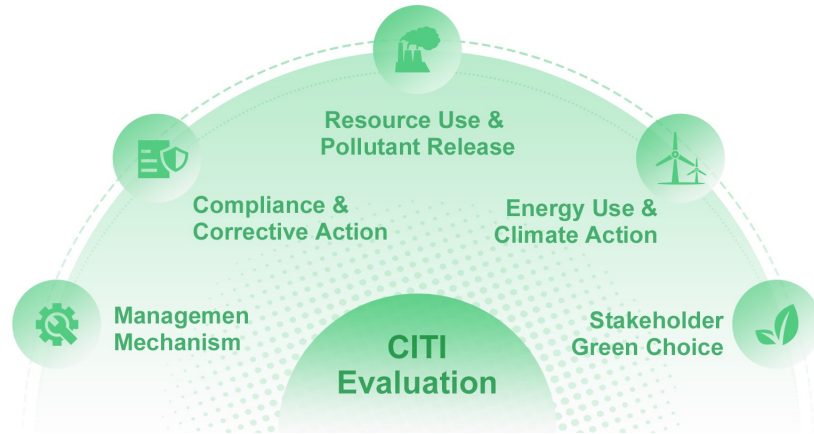 Resource Use &
Pollutant Release
Compliance &
Corrective Action
Energy Use &
Climate Action
Managemen
Mechanism
Stakeholder
Green Choice
CITI
Evaluation